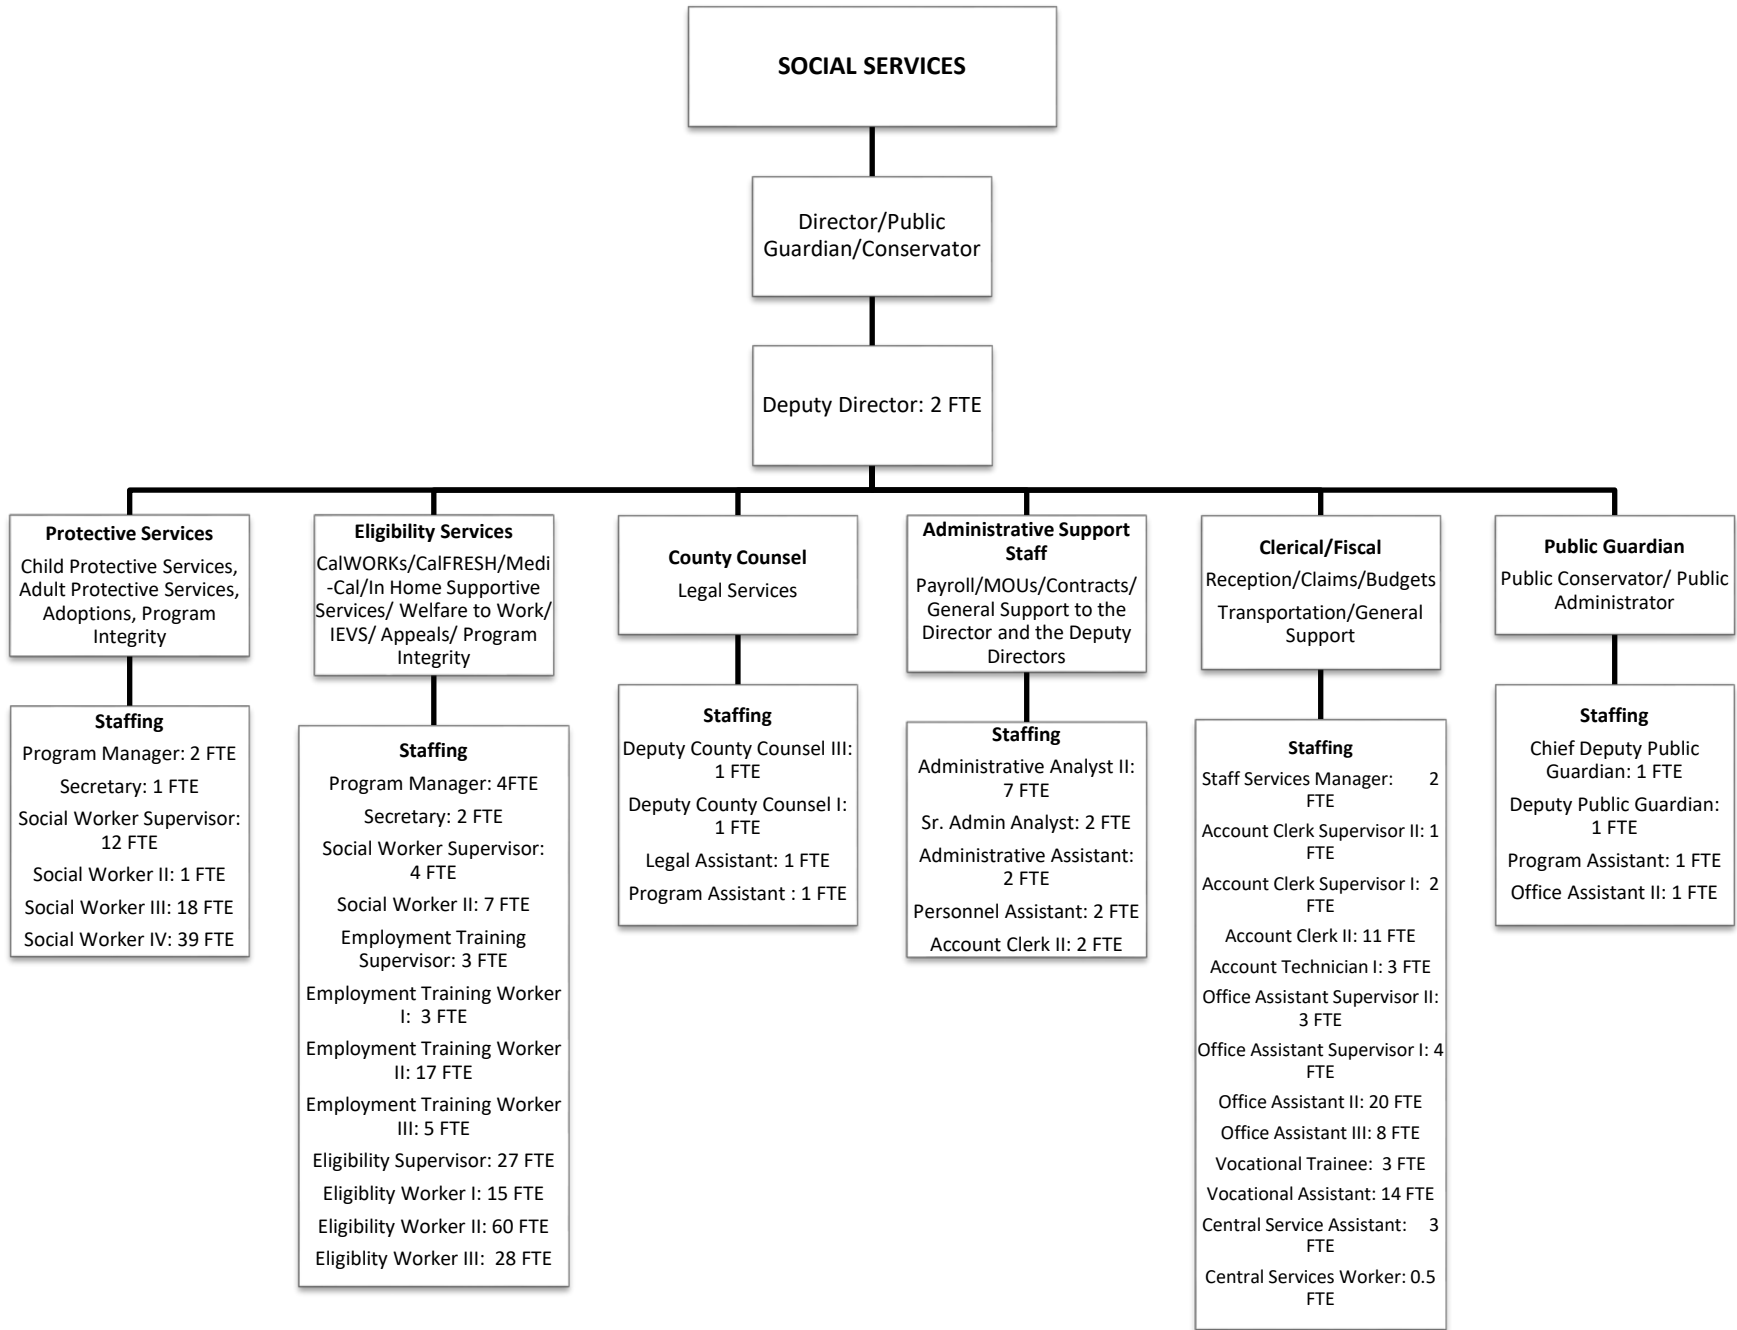 SOCIAL SERVICES
Director/Public
Guardian/Conservator
Deputy Director: 2 FTE
Protective Services
Child Protective Services,
Adult Protective Services,
Adoptions, Program
Integrity
Staffing
Program Manager: 2 FTE
Secretary: 1 FTE
Social Worker Supervisor:
12 FTE
Social Worker II: 1 FTE
Social Worker III: 18 FTE
Social Worker IV: 39 FTE
Eligibility Services
CalWORKs/CalFRESH/Medi
-Cal/In Home Supportive
Services/ Welfare to Work/
IEVS/ Appeals/ Program
Integrity
Staffing
Program Manager: 4FTE
Secretary: 2 FTE
Social Worker Supervisor:
4 FTE
Social Worker II: 7 FTE
Employment Training
Supervisor: 3 FTE
Employment Training Worker
I:  3 FTE
Employment Training Worker
II: 17 FTE
Employment Training Worker
III: 5 FTE
Eligibility Supervisor: 27 FTE
Eligiblity Worker I: 15 FTE
Eligibility Worker II: 60 FTE
Eligiblity Worker III:  28 FTE
County Counsel
Legal Services
Staffing
Deputy County Counsel III:
1 FTE
Deputy County Counsel I:
1 FTE
Legal Assistant: 1 FTE
Program Assistant : 1 FTE
Administrative Support
Staff
Payroll/MOUs/Contracts/
General Support to the
Director and the Deputy
Directors
Staffing
Administrative Analyst II:
7 FTE
Sr. Admin Analyst: 2 FTE
Administrative Assistant:
2 FTE
Personnel Assistant: 2 FTE
Account Clerk II: 2 FTE
Clerical/Fiscal
Reception/Claims/Budgets
Transportation/General
Support
Staffing
Staff Services Manager:      2
FTE
Account Clerk Supervisor II: 1
FTE
Account Clerk Supervisor I:  2
FTE
Account Clerk II: 11 FTE
Account Technician I: 3 FTE
Office Assistant Supervisor II:
3 FTE
Office Assistant Supervisor I: 4
FTE
Office Assistant II: 20 FTE
Office Assistant III: 8 FTE
Vocational Trainee:  3 FTE
Vocational Assistant: 14 FTE
Central Service Assistant:    3
FTE
Central Services Worker: 0.5
FTE
Public Guardian
Public Conservator/ Public
Administrator
Staffing
Chief Deputy Public
Guardian: 1 FTE
Deputy Public Guardian:
1 FTE
Program Assistant: 1 FTE
Office Assistant II: 1 FTE